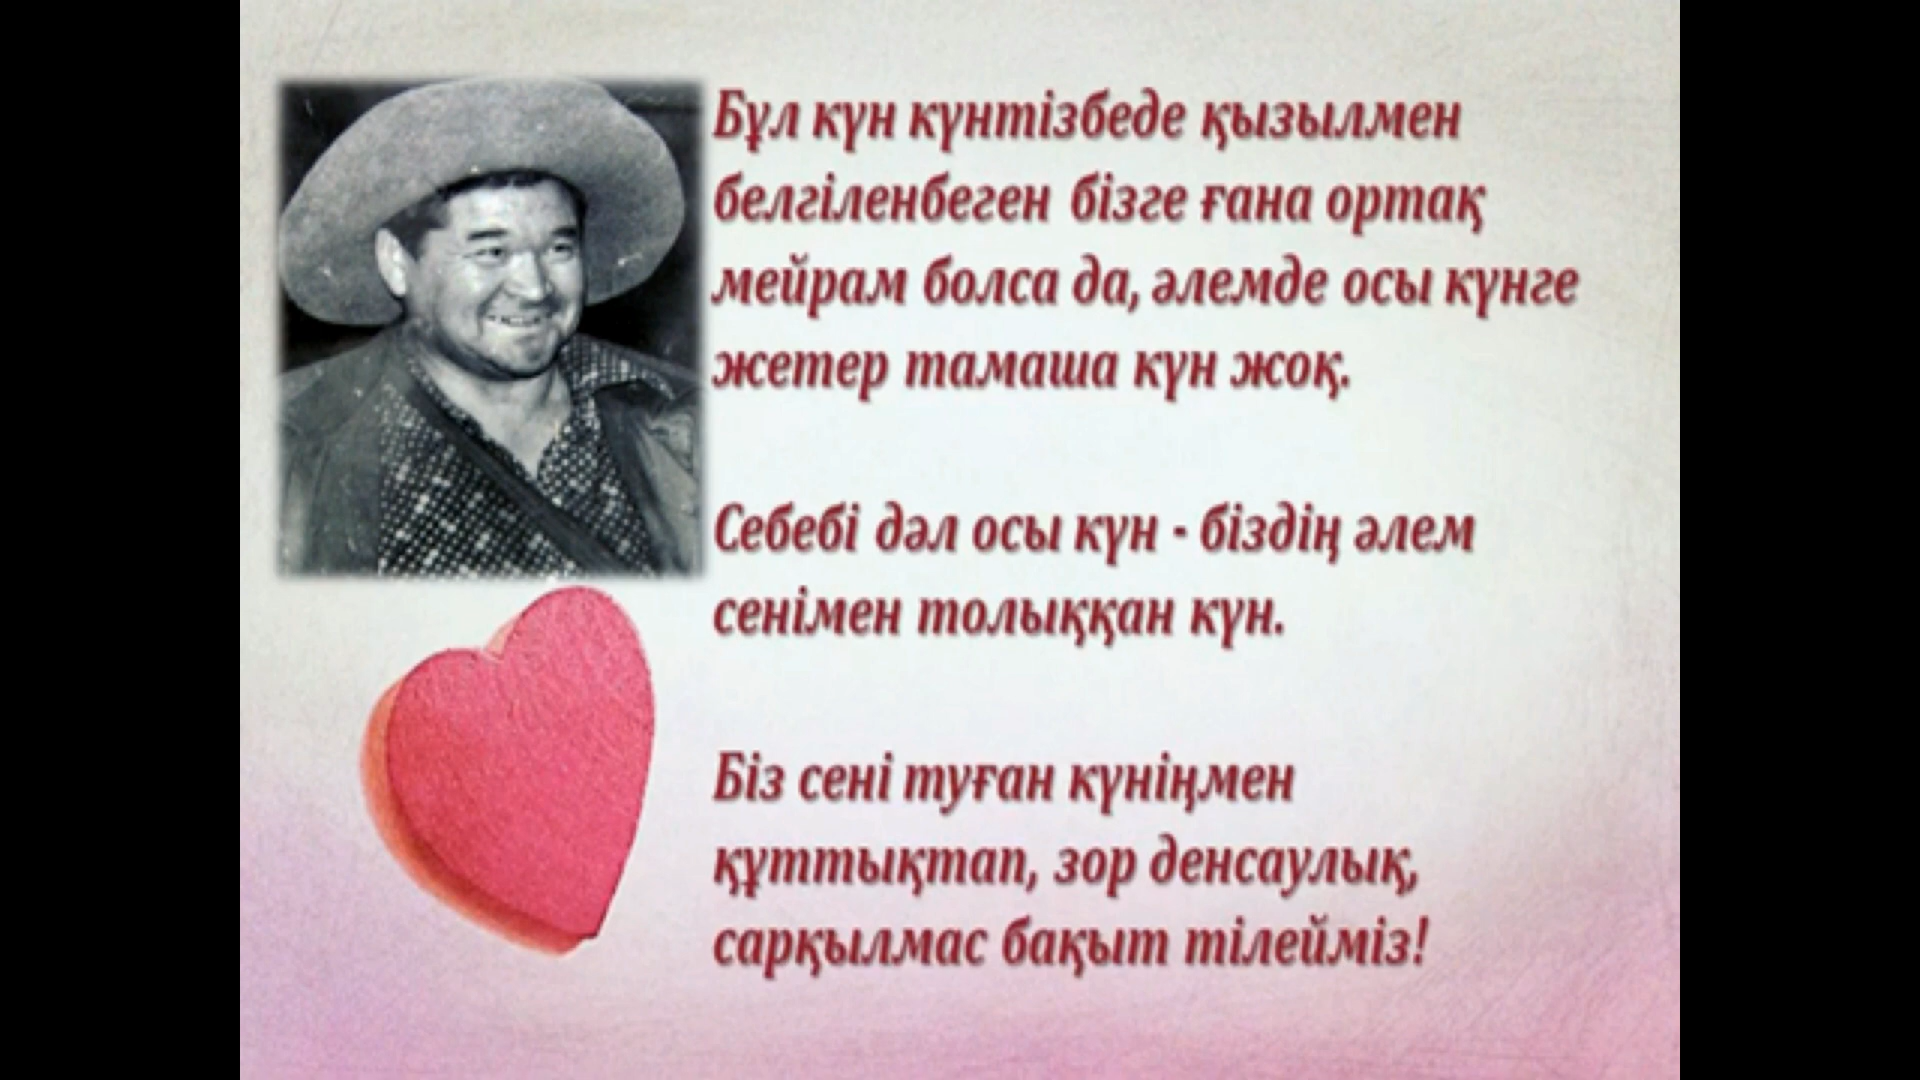 Бұл күн күнтізбеде қызылмен
белгіленбеген бізге ғана ортақ
мейрам болса да, әлемде осы күнге
жетер тамаша күн жоқ.
Себебі дәл осы күн - біздің әлем
сенімен толыққан күн.
Біз сені туған күніңмен
құттықтап, зор денсаулық,
сарқылмас бақыт тілейміз!